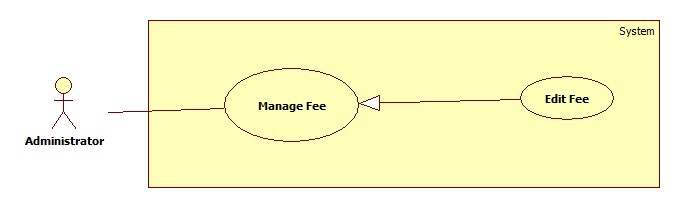 System
Manage Fee
Edit Fee
Administrator